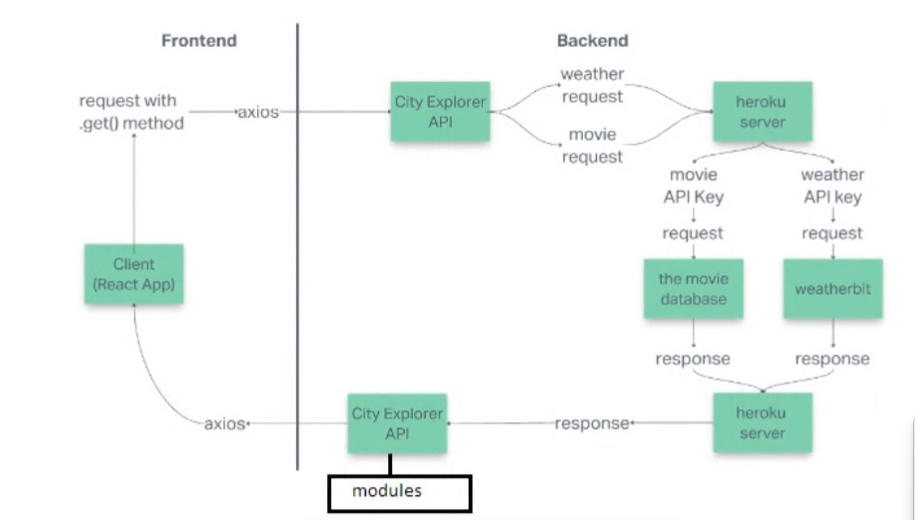 Frontend
Backend
request with
.get() method
axios
City Explorer
API
weather
request
movie
request
heroku
server
movie
API Key
weather
API key
request
request
Client
(React App)
the movie
database
weatherbit
response
response
axios
City Explorer
API
response
heroku
server
modules